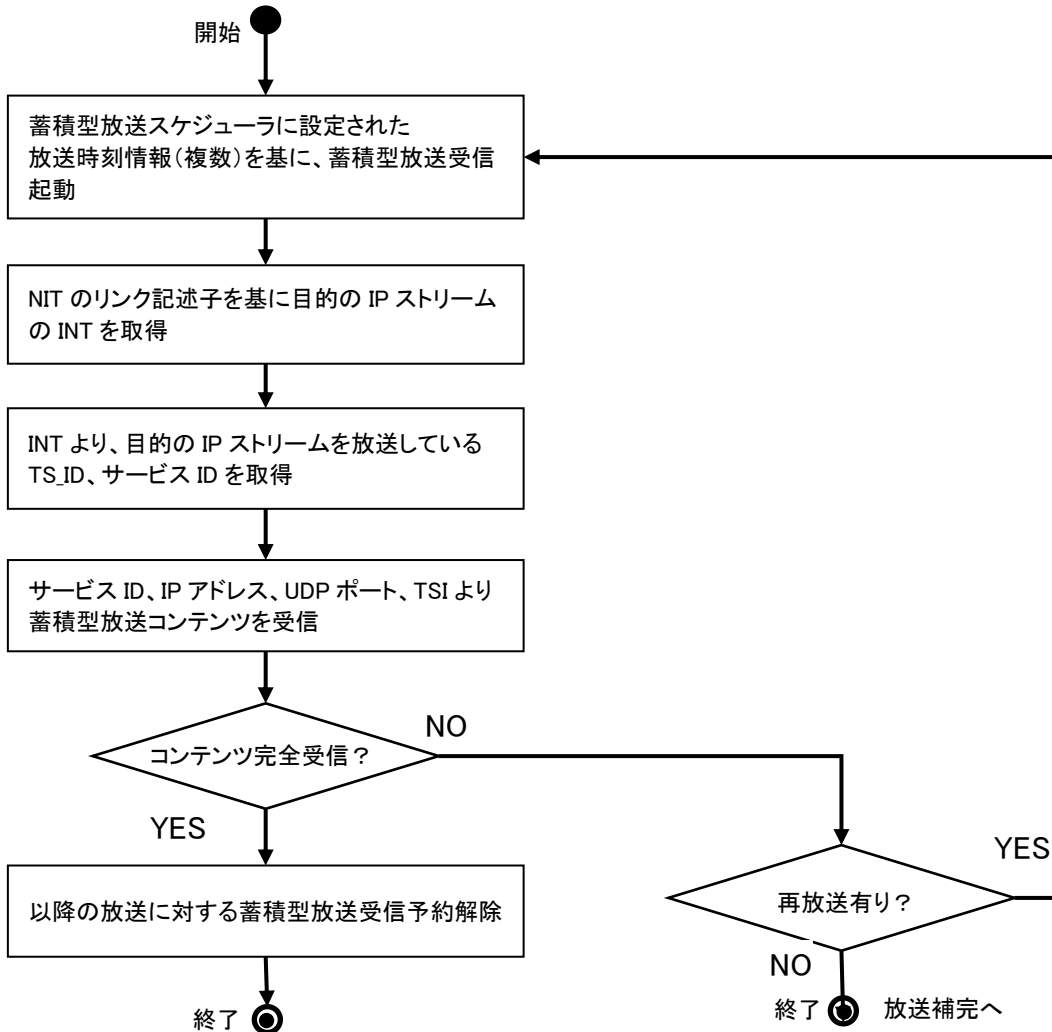 開始
蓄積型放送スケジューラに設定された
放送時刻情報（複数）を基に、蓄積型放送受信
起動
NIT のリンク記述子を基に目的の IP ストリーム
の INT を取得
INT より、目的の IP ストリームを放送している
TS_ID、サービス ID を取得
サービス ID、IP アドレス、UDP ポート、TSI より
蓄積型放送コンテンツを受信
コンテンツ完全受信？
NO
YES
以降の放送に対する蓄積型放送受信予約解除
終了
再放送有り？
YES
NO
終了
放送補完へ